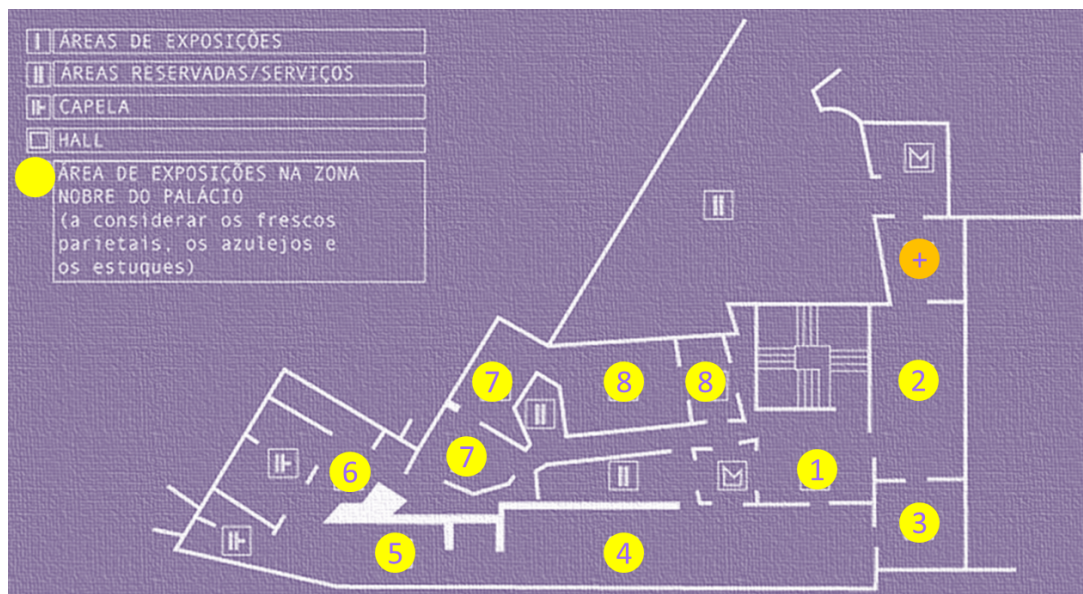 ÁREAS DE EXPOSIÇÕES
ÁREAS RESERVADAS/SERVIÇOS
CAPELA
HALL
ÁREA DE EXPOSIÇÕES NA ZONA
NOBRE DO PALÁCIO
(a considerar os frescos
parietais, os azulejos e
os estuques)
+
7
8
8
2
7
6
1
3
5
4